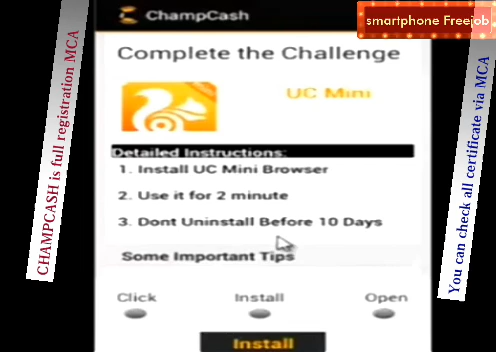 ChampCash
smartphone Freejob
Complete the Challenge
UC Mini
Detailed Instructions:
1. Install UC Mini Browser
2. Use it for 2 minute
3. Dont Uninstall Before 10 Days
Some Important Tips
Click Install Open
Install
CHAMPCASH is full registration MCA
You can check all certificate via MCA